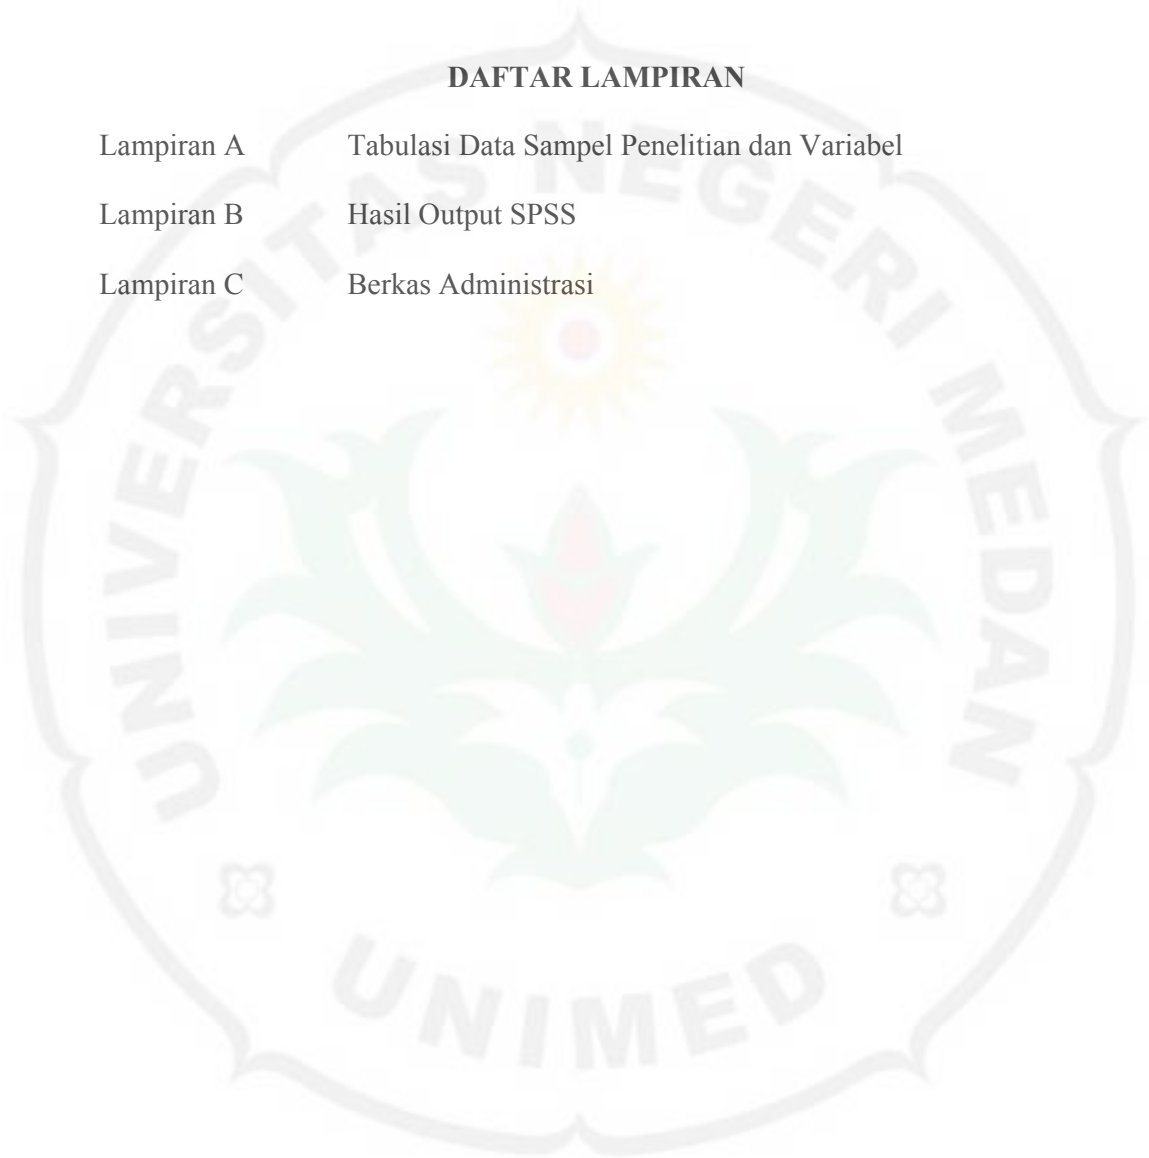 DAFTAR LAMPIRAN
Lampiran A Tabulasi Data Sampel Penelitian dan Variabel
Lampiran B Hasil Output SPSS
Lampiran C Berkas Administrasi
UNIVERSITAS NEGERI MEDAN
UNIMED